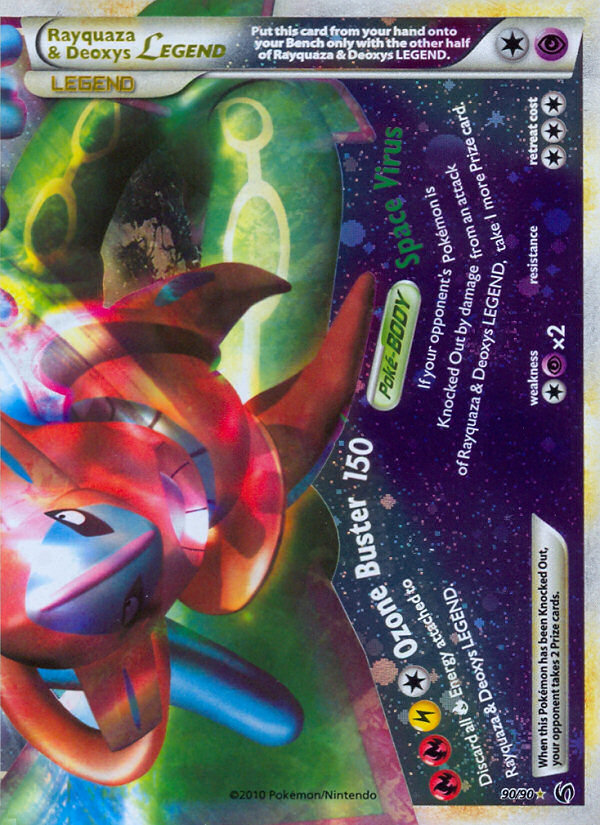 Rayquaza
& Deoxys LEGEND
LEGEND
Put this card from your hand onto
your Bench only with the other half
of Rayquaza & Deoxys LEGEND.
Poké-BODY Space Virus
If your opponent's Pokémon is
Knocked Out by damage from an attack
of Rayquaza & Deoxys LEGEND, take 1 more Prize card.
Ozone Buster 150
Discard all Energy attached to
Rayquaza & Deoxys LEGEND.
weakness
x2
resistance
retreat cost
When this Pokémon has been Knocked Out,
your opponent takes 2 Prize cards.
90/90
©2010 Pokémon/Nintendo